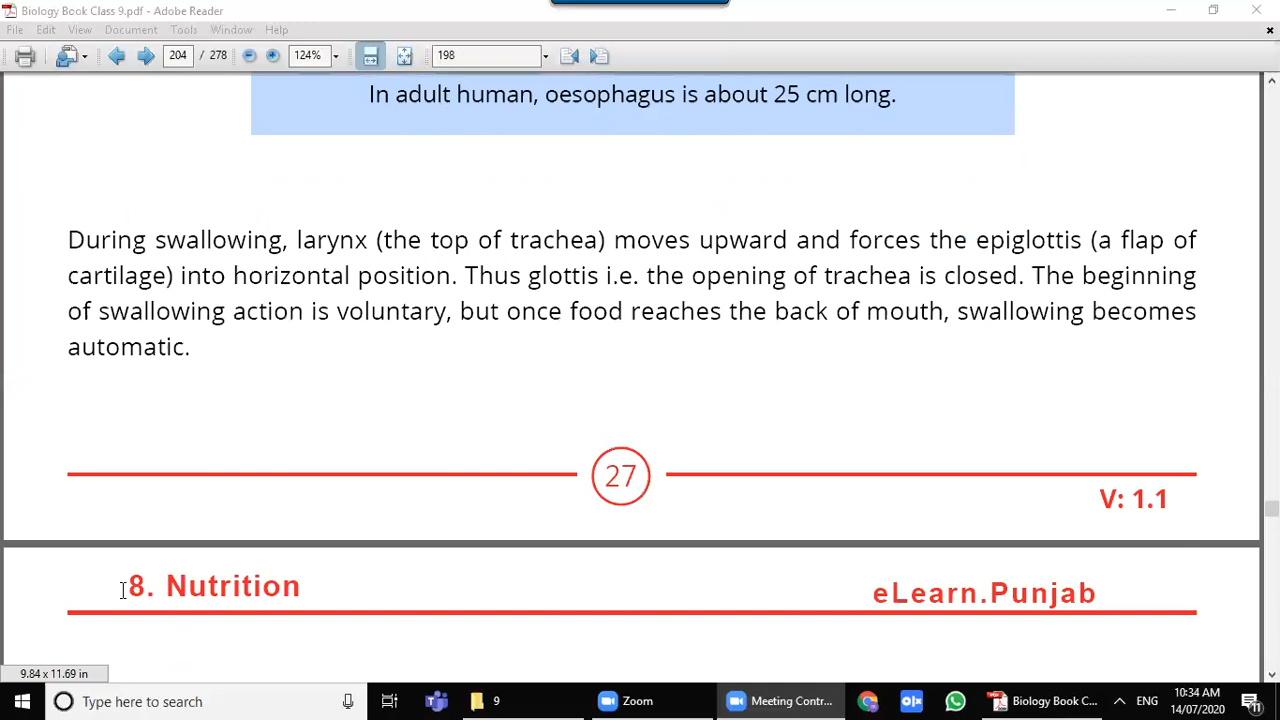 Biology Book Class 9.pdf - Adobe Reader
File Edit View Document Tools Window Help
204 / 278 124% 198
In adult human, oesophagus is about 25 cm long.
During swallowing, larynx (the top of trachea) moves upward and forces the epiglottis (a flap of
cartilage) into horizontal position. Thus glottis i.e. the opening of trachea is closed. The beginning
of swallowing action is voluntary, but once food reaches the back of mouth, swallowing becomes
automatic.
27
V: 1.1
8. Nutrition eLearn.Punjab
9.84 x 11.69 in
Type here to search 9 Zoom Meeting Contr... Biology Book C... ENG 10:34 AM
14/07/2020 11